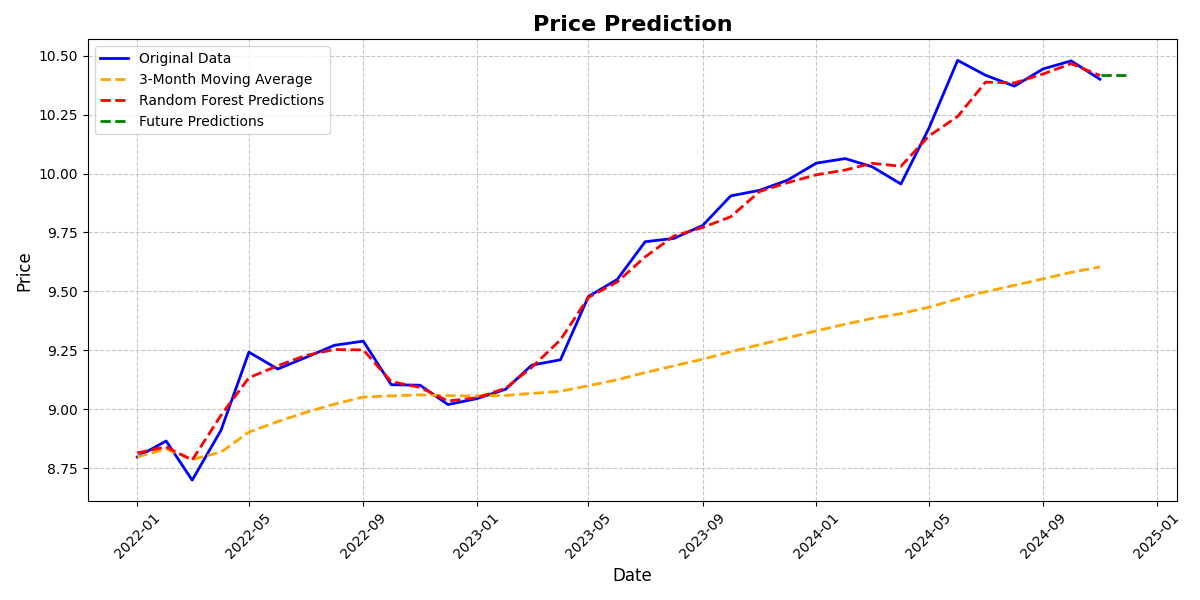 Price Prediction
Original Data
3-Month Moving Average
Random Forest Predictions
Future Predictions
10.50
10.25
10.00
9.75
9.50
9.25
9.00
8.75
Price
2022-01
2022-05
2022-09
2023-01
2023-05
2023-09
2024-01
2024-05
2024-09
2025-01
Date